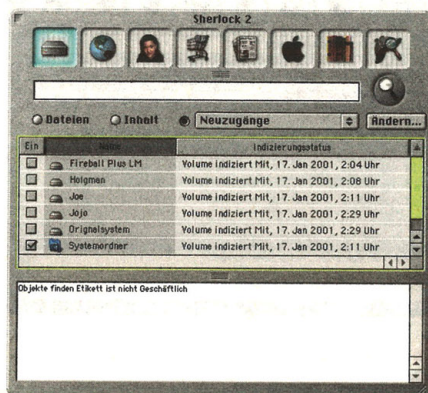 Sherlock 2
Dateien Inhalt Neuzugänge Ändern...
Ein Name Indizierungsstatus
Fireball Plus LM Volume indiziert Mit, 17. Jan 2001, 2:04 Uhr
Holgman Volume indiziert Mit, 17. Jan 2001, 2:08 Uhr
Joe Volume indiziert Mit, 17. Jan 2001, 2:11 Uhr
Jojo Volume indiziert Mit, 17. Jan 2001, 2:29 Uhr
Orignalsystem Volume indiziert Mit, 17. Jan 2001, 2:29 Uhr
Systemordner Volume indiziert Mit, 17. Jan 2001, 2:11 Uhr
Objekte finden Etikett ist nicht Geschäftlich